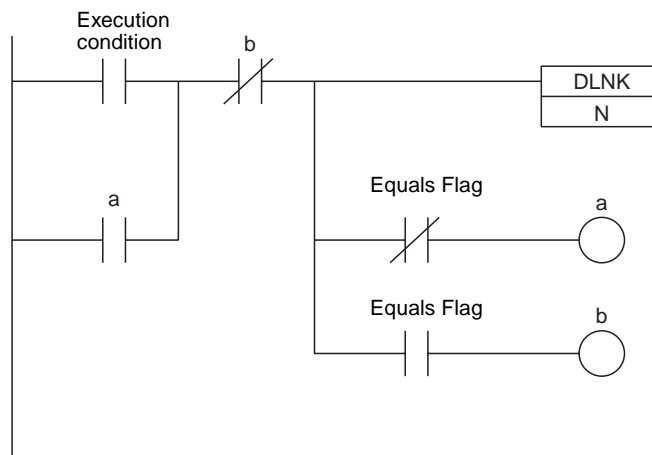 Execution
condition
b
DLNK
N
a
Equals Flag
a
Equals Flag
b